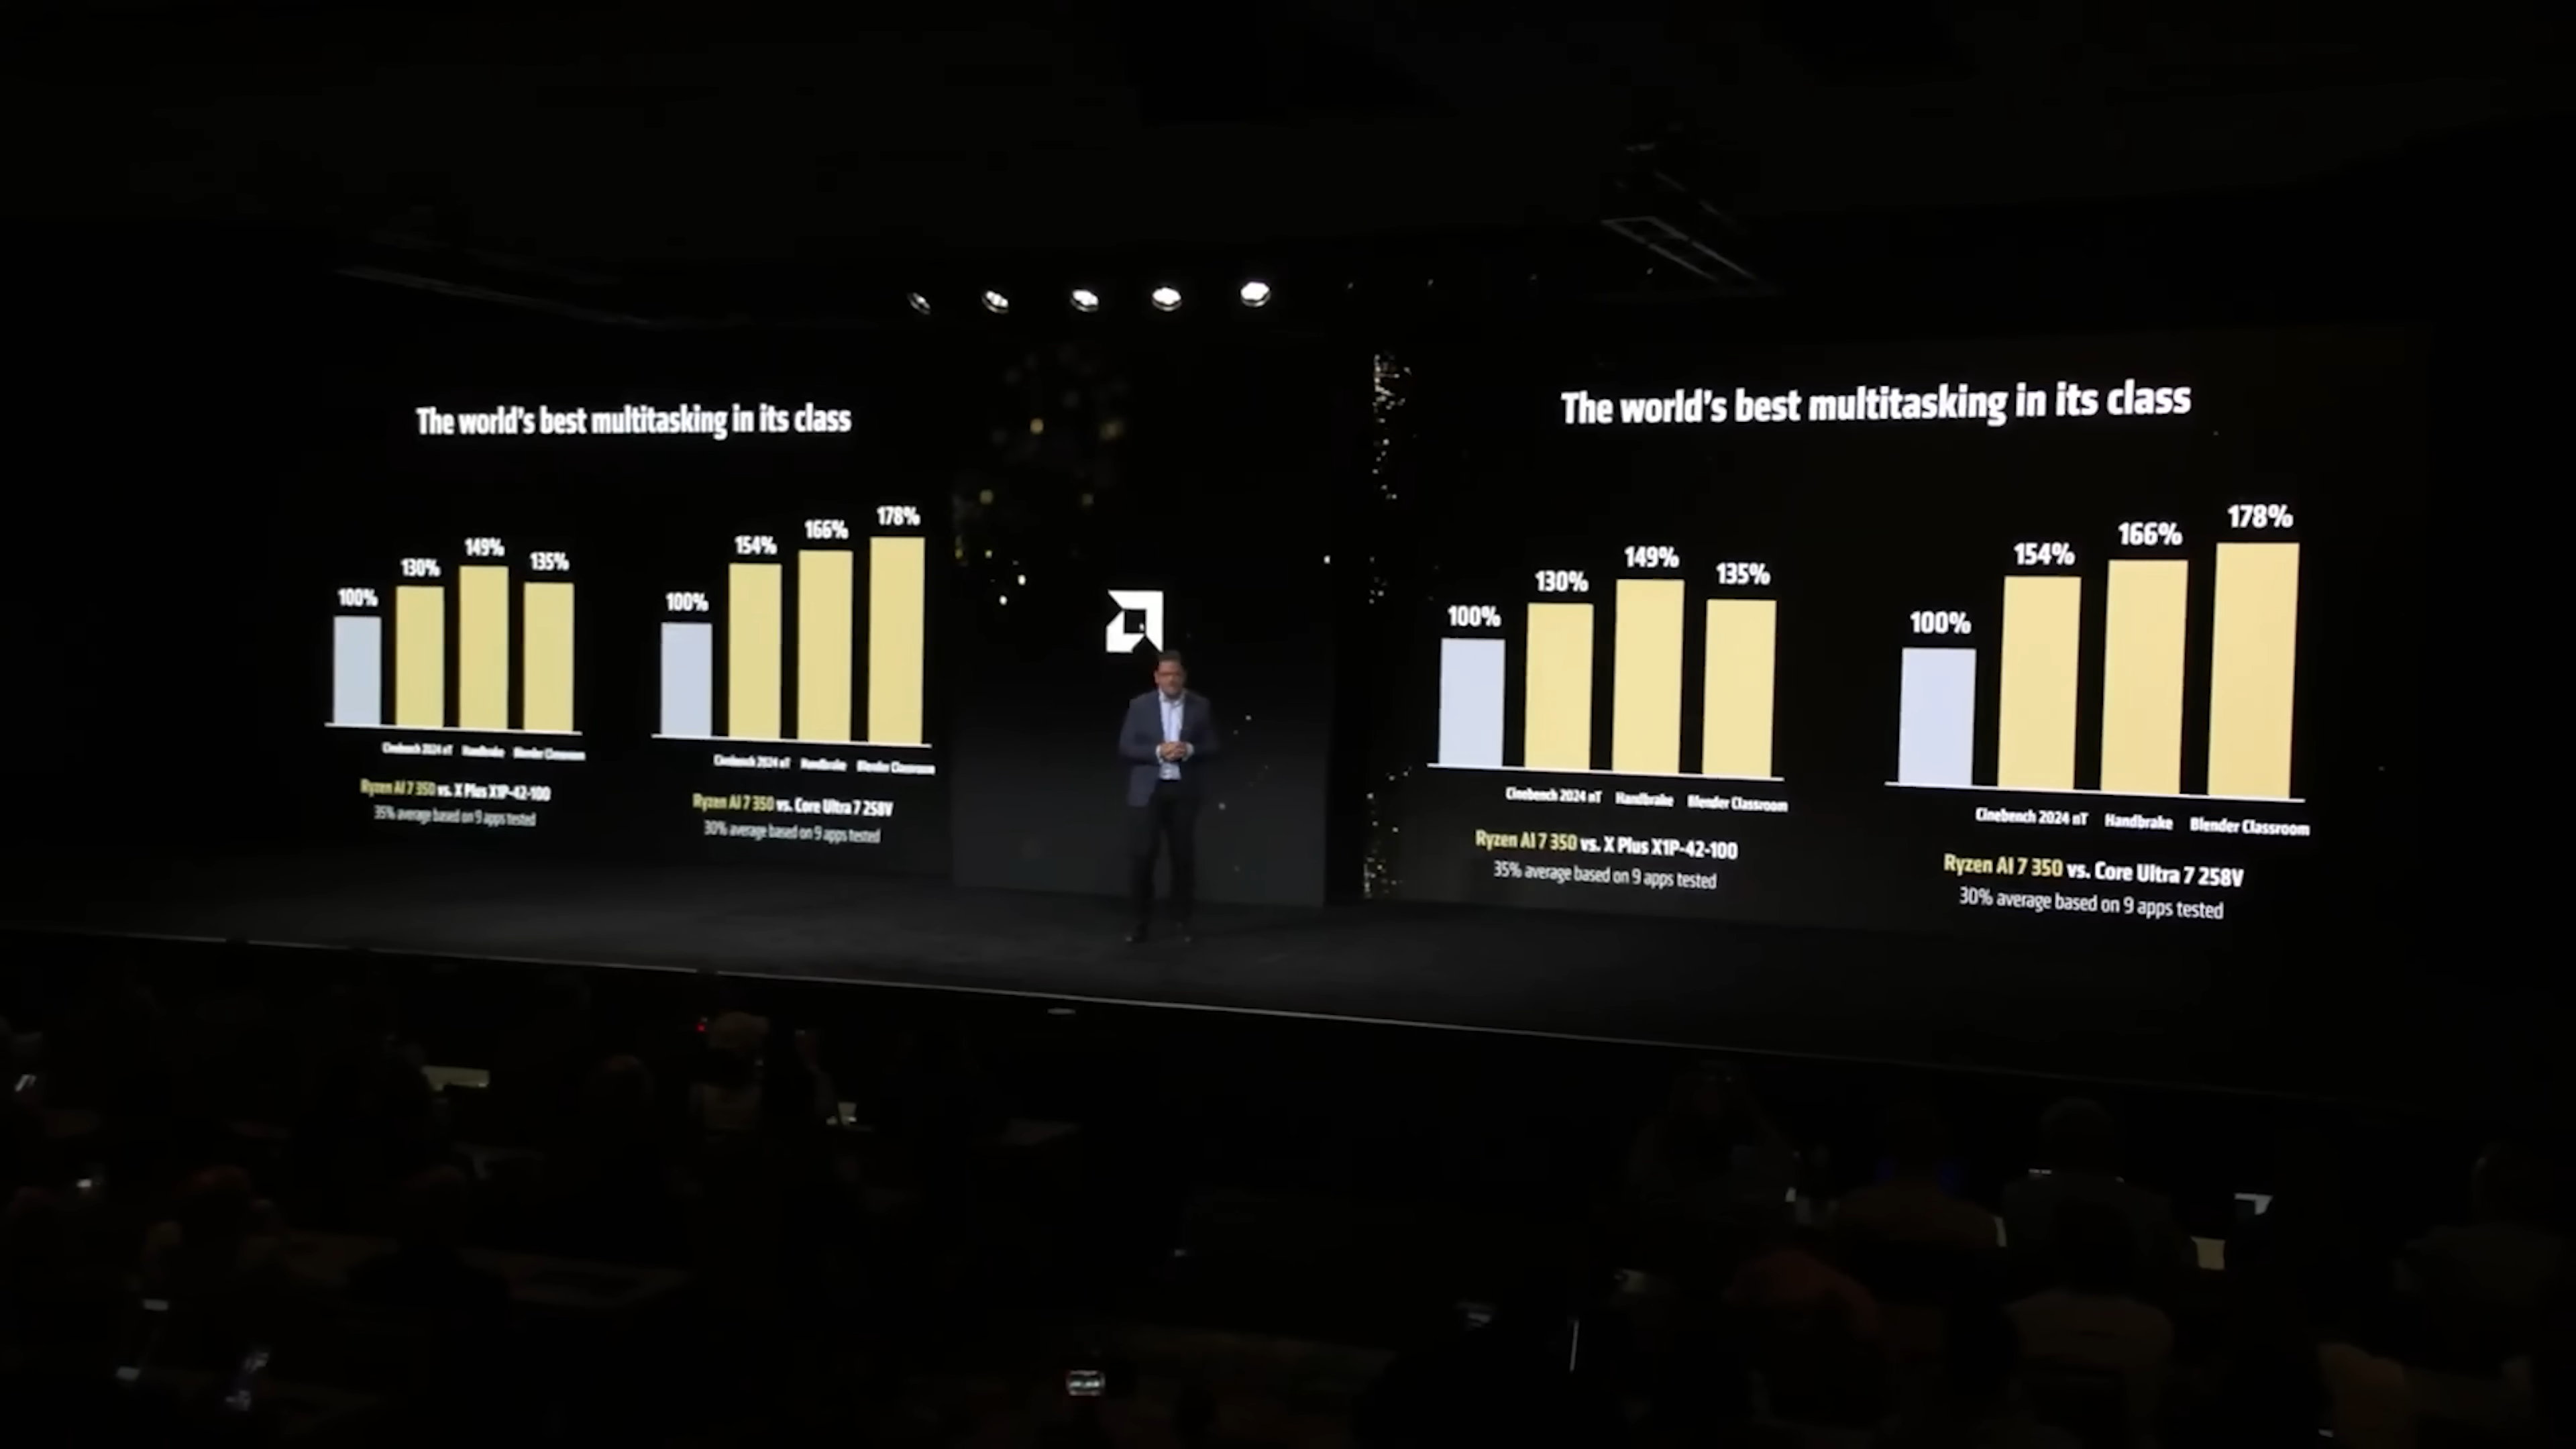 The world's best multitasking in its class
100%
130%
149%
135%
Cinebench 2024 nT Handbrake Blender Classroom
Ryzen AI 7 350 vs. X Plus X1P-42-100
35% average based on 9 apps tested
100%
154%
166%
178%
Cinebench 2024 nT Handbrake Blender Classroom
Ryzen AI 7 350 vs. Core Ultra 7 258V
30% average based on 9 apps tested
The world's best multitasking in its class
100%
130%
149%
135%
Cinebench 2024 nT Handbrake Blender Classroom
Ryzen AI 7 350 vs. X Plus X1P-42-100
35% average based on 9 apps tested
100%
154%
166%
178%
Cinebench 2024 nT Handbrake Blender Classroom
Ryzen AI 7 350 vs. Core Ultra 7 258V
30% average based on 9 apps tested